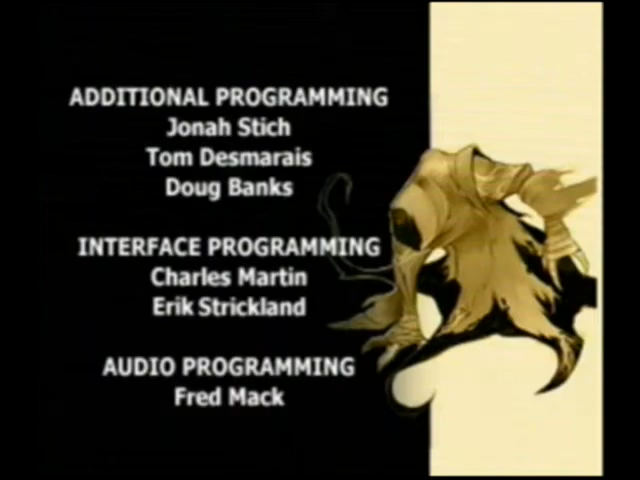 ADDITIONAL PROGRAMMING
Jonah Stich
Tom Desmarais
Doug Banks
INTERFACE PROGRAMMING
Charles Martin
Erik Strickland
AUDIO PROGRAMMING
Fred Mack